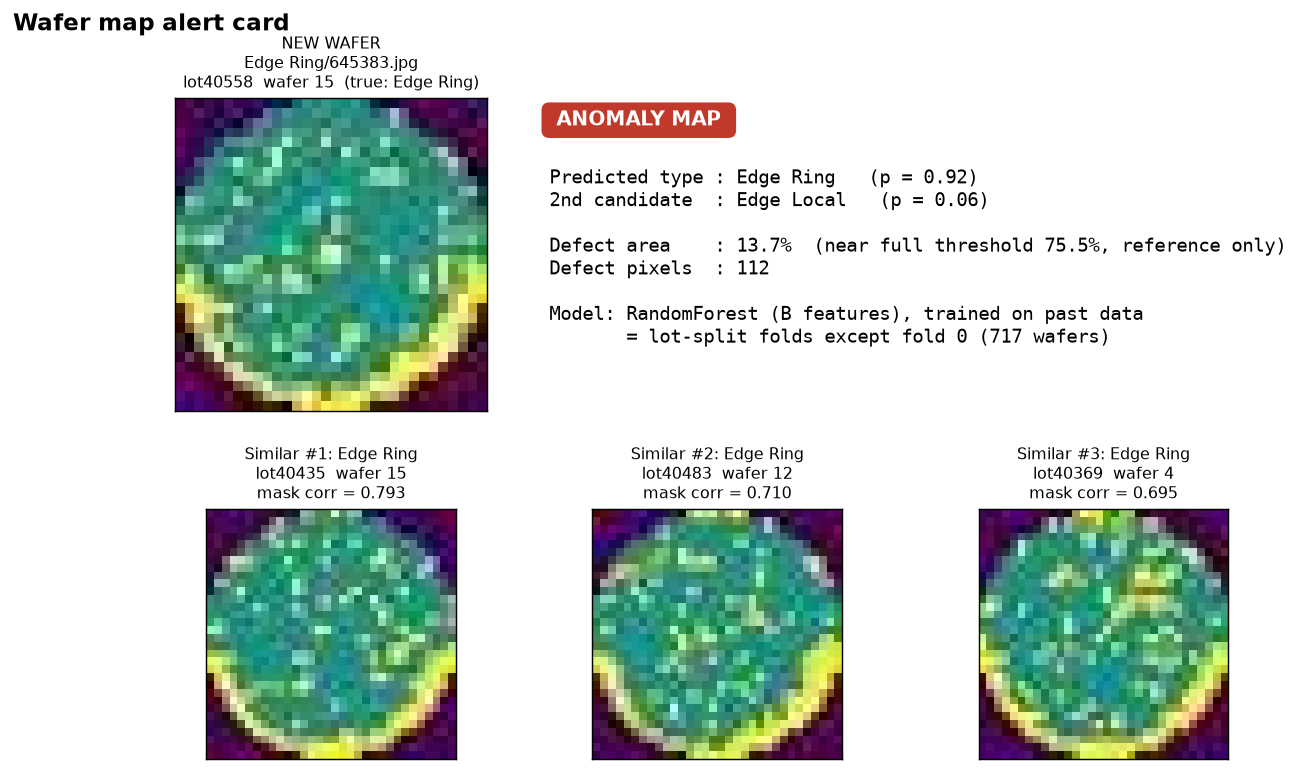 Wafer map alert card
NEW WAFER
Edge Ring/645383.jpg
lot40558  wafer 15  (true: Edge Ring)
ANOMALY MAP
Predicted type : Edge Ring   (p = 0.92)
2nd candidate  : Edge Local   (p = 0.06)
Defect area    : 13.7%  (near full threshold 75.5%, reference only)
Defect pixels  : 112
Model: RandomForest (B features), trained on past data
= lot-split folds except fold 0 (717 wafers)
Similar #1: Edge Ring
lot40435  wafer 15
mask corr = 0.793
Similar #2: Edge Ring
lot40483  wafer 12
mask corr = 0.710
Similar #3: Edge Ring
lot40369  wafer 4
mask corr = 0.695